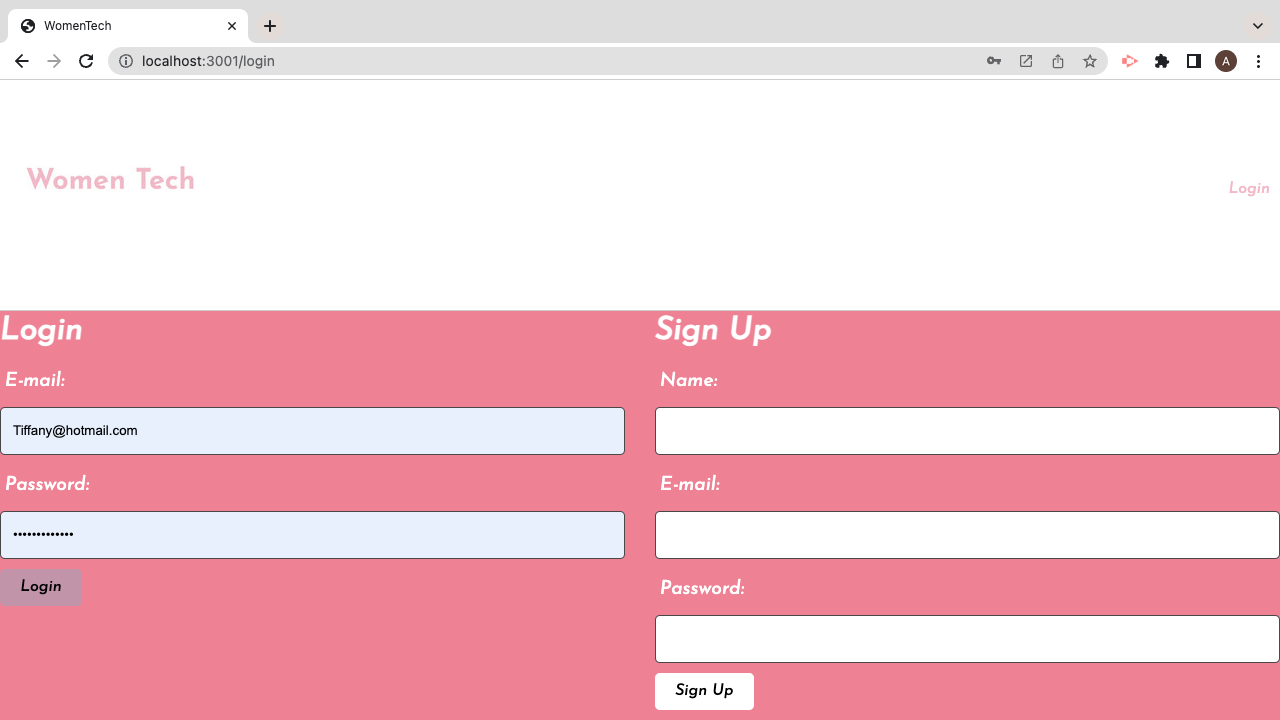 WomenTech
localhost:3001/login
A
Women Tech
Login
Login
E-mail:
Tiffany@hotmail.com
Password:
•••••••••••••
Login
Sign Up
Name:
E-mail:
Password:
Sign Up